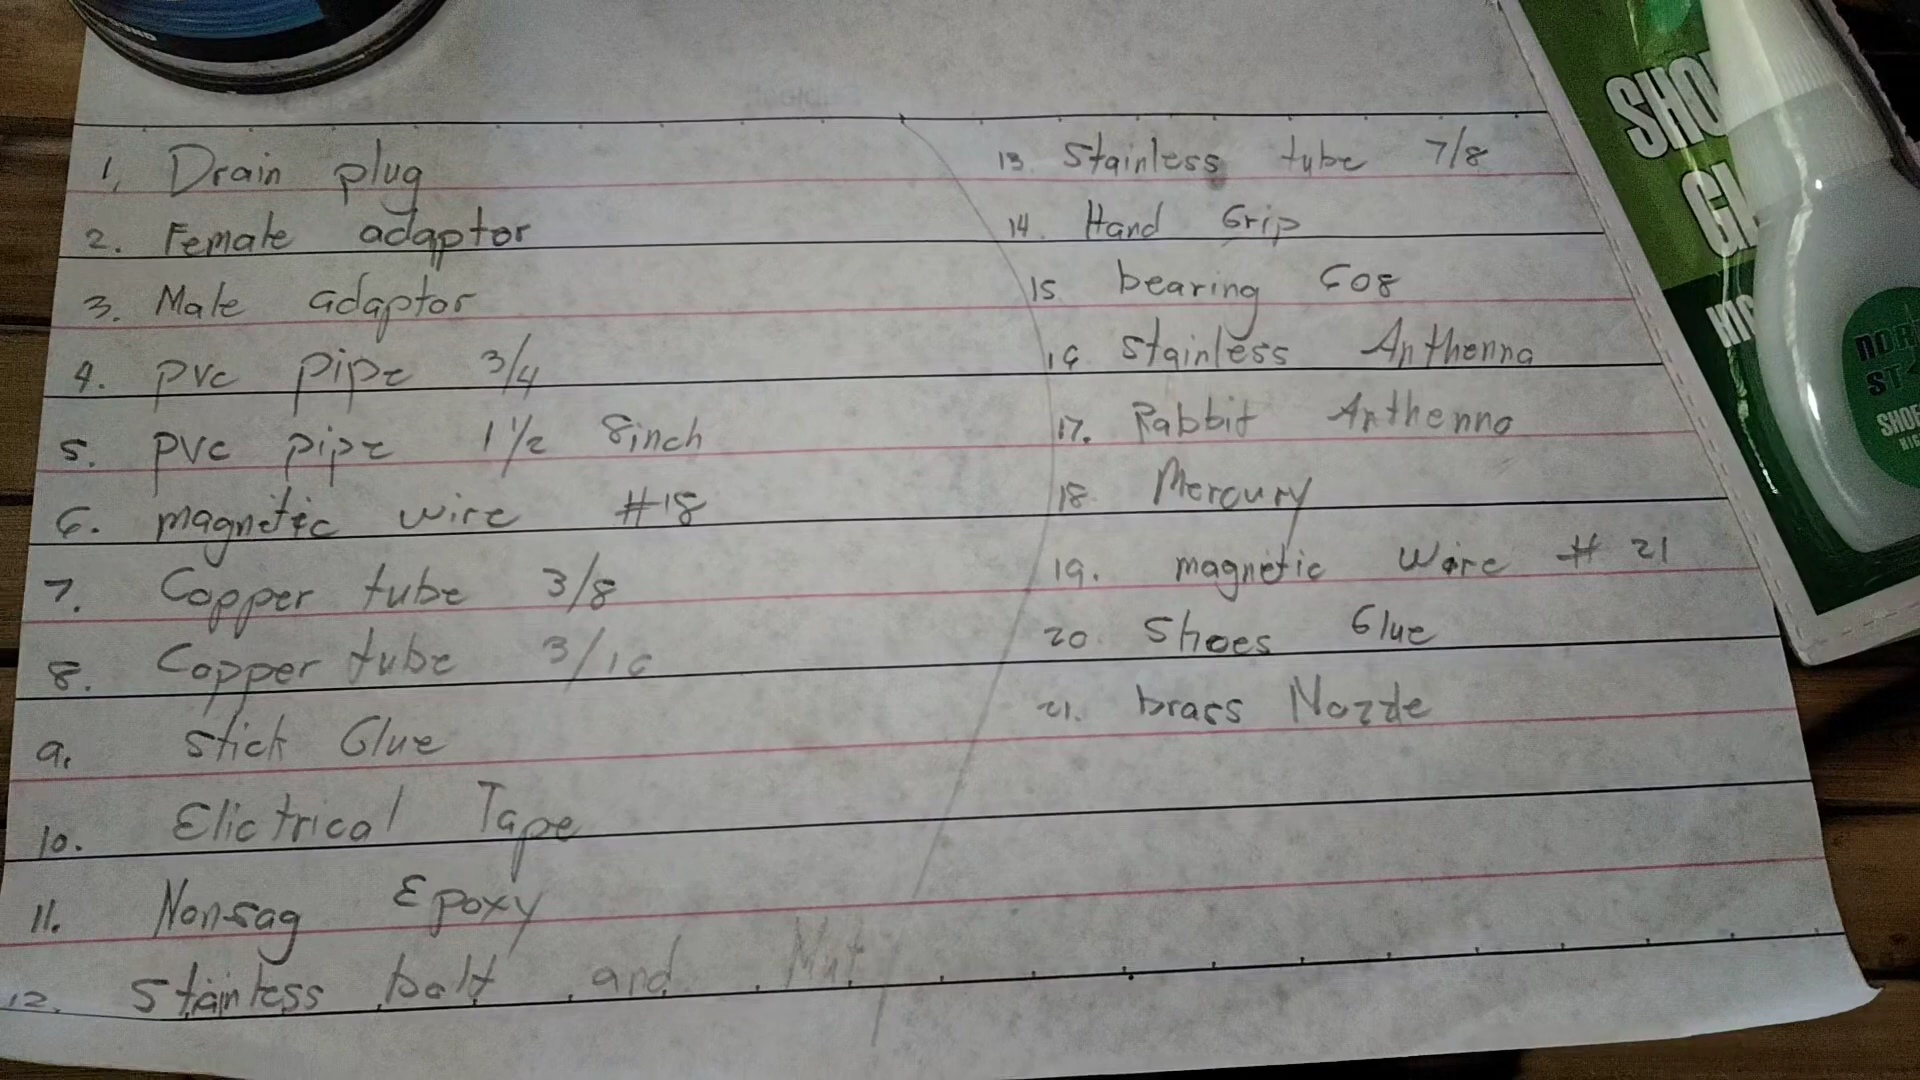 1. Drain plug
2. Female adaptor
3. Male adaptor
4. pvc pipe 3/4
5. pvc pipe 1 1/2 8inch
6. magnetic wire #18
7. Copper tube 3/8
8. Copper tube 3/16
9. stick Glue
10. Elictrical Tape
11. Nonsag Epoxy
12. Stainless bolt and Nut
13. Stainless tube 7/8
14. Hand Grip
15 bearing 608
16. Stainless Anthenna
17. Rabbit Anthenna
18. Mercury
19. magnetic Wire # 21
20. Shoes Glue
21. brass Nozzle
SHO
GL
ST
SHOE